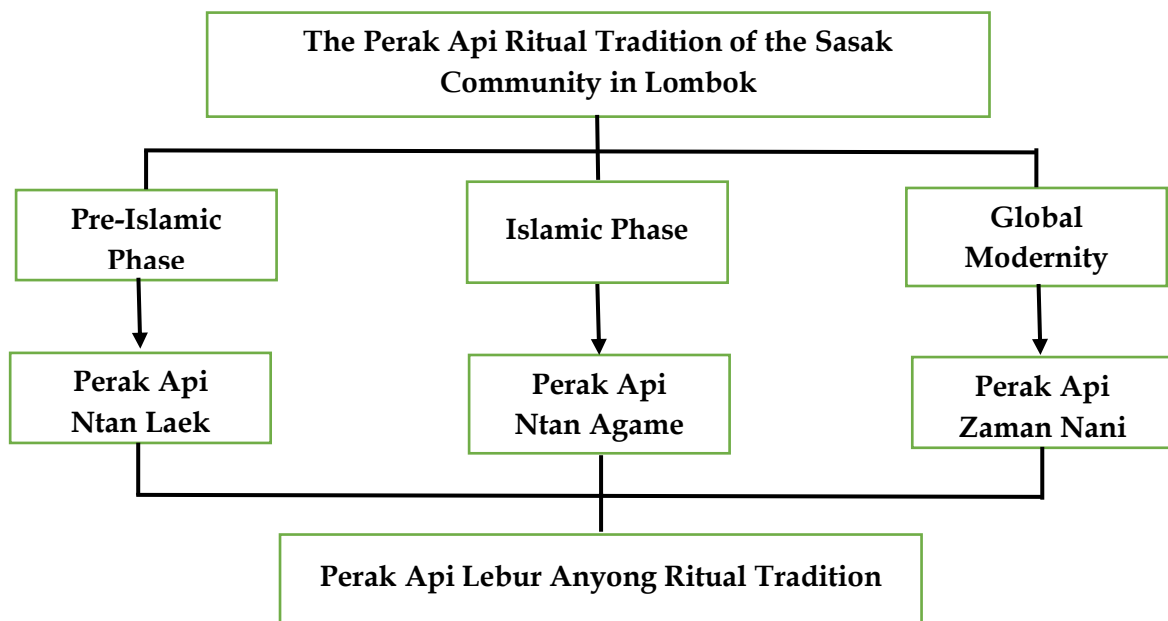 The Perak Api Ritual Tradition of the Sasak
Community in Lombok
Pre-Islamic
Phase
Islamic Phase
Global
Modernity
Perak Api
Ntan Laek
Perak Api
Ntan Agame
Perak Api
Zaman Nani
Perak Api Lebur Anyong Ritual Tradition